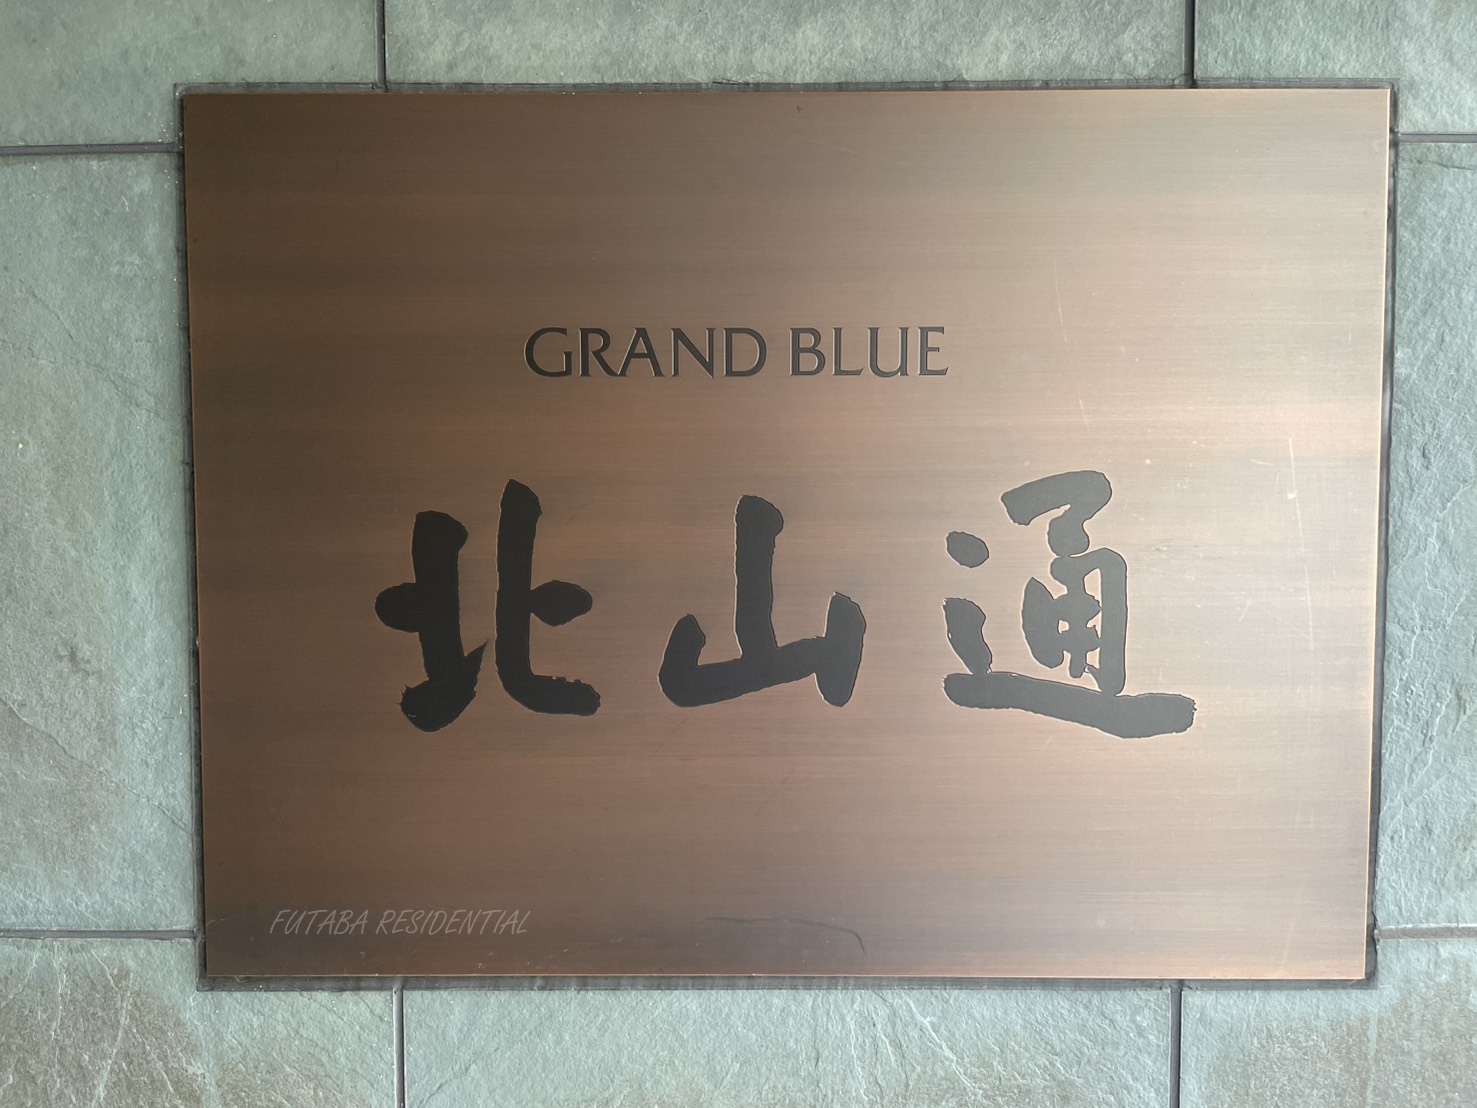 GRAND BLUE
北山通
FUTABA RESIDENTIAL